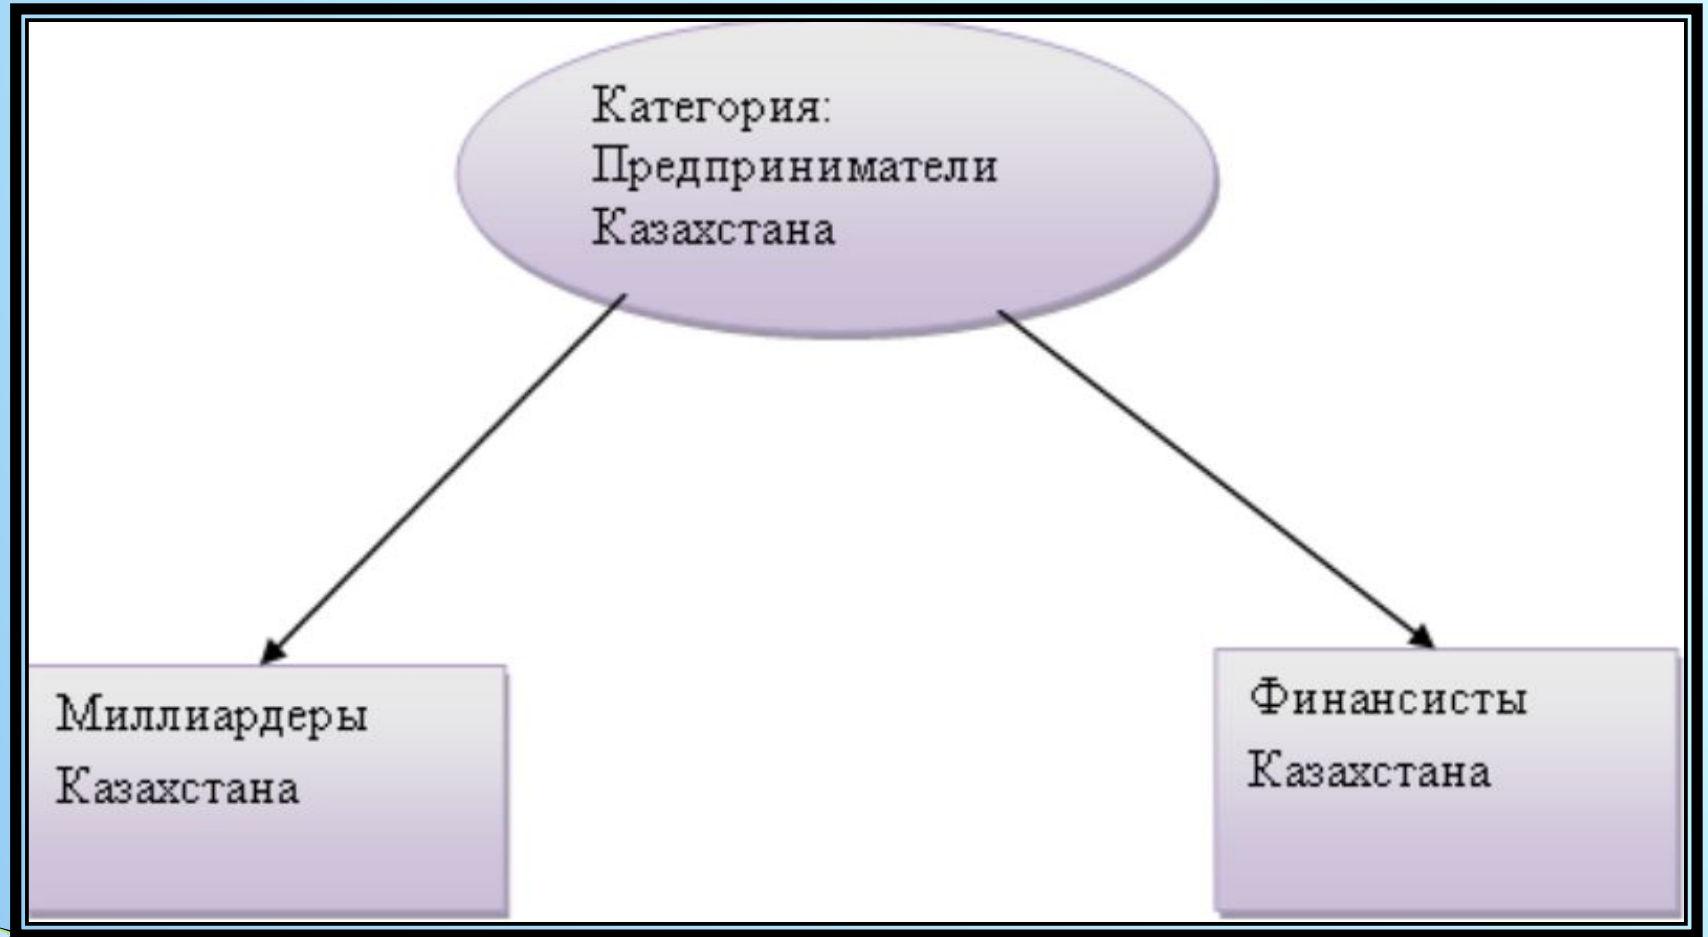 Категория:
Предприниматели
Казахстана
Миллиардеры
Казахстана
Финансисты
Казахстана